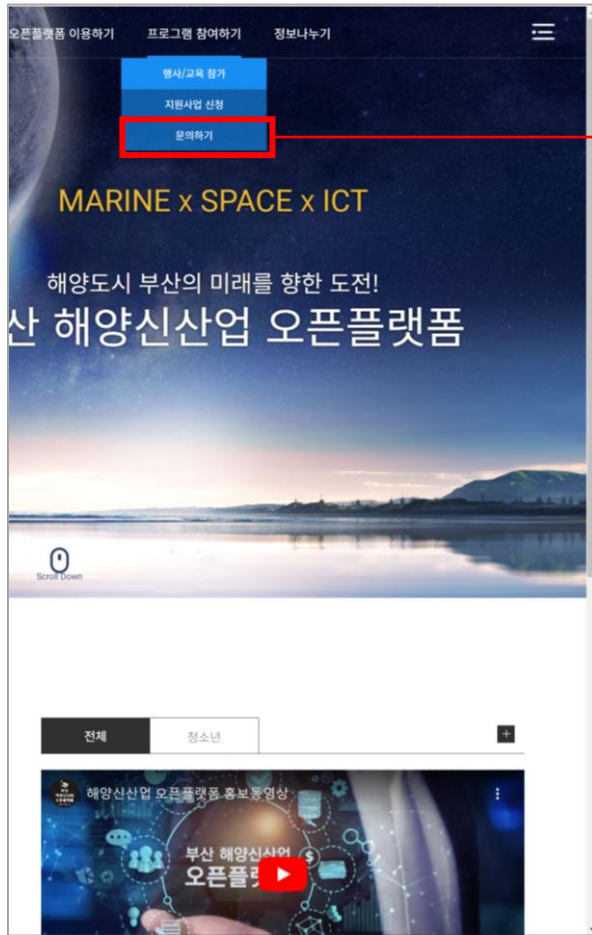 오픈플랫폼 이용하기 프로그램 참여하기 정보나누기
행사/교육 참가
지원사업 신청
문의하기
MARINE x SPACE x ICT
해양도시 부산의 미래를 향한 도전!
산 해양신산업 오픈플랫폼
Scroll Down
전체 청소년
해양신산업 오픈플랫폼 홍보동영상
부산 해양신산업
오픈플